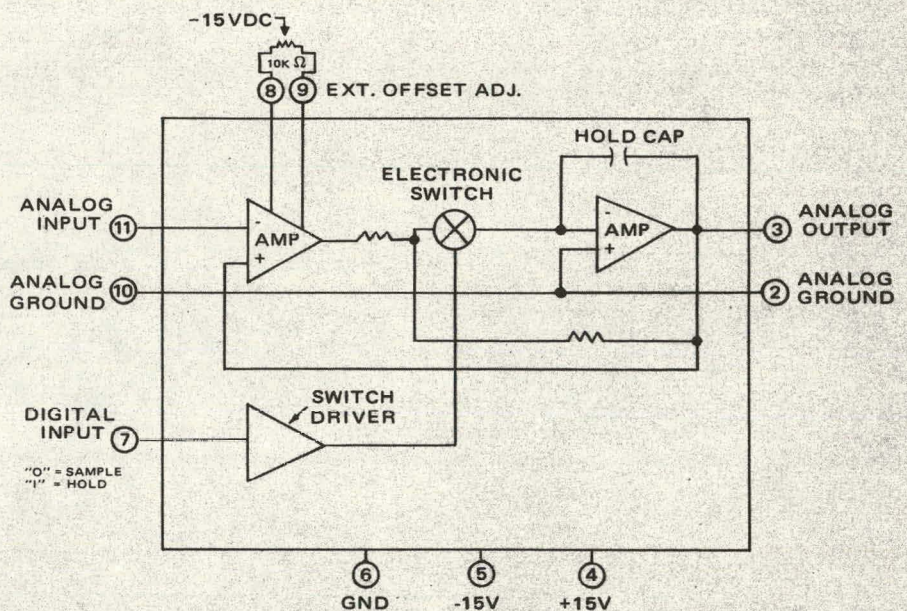 -15VDC
10K Ω
8 9 EXT. OFFSET ADJ.
HOLD CAP
ELECTRONIC
SWITCH
ANALOG
INPUT 11
-
AMP
+
-
AMP
+
3 ANALOG
OUTPUT
ANALOG
GROUND 10
2 ANALOG
GROUND
SWITCH
DRIVER
DIGITAL
INPUT 7
"O" = SAMPLE
"I" = HOLD
6
GND
5
-15V
4
+15V